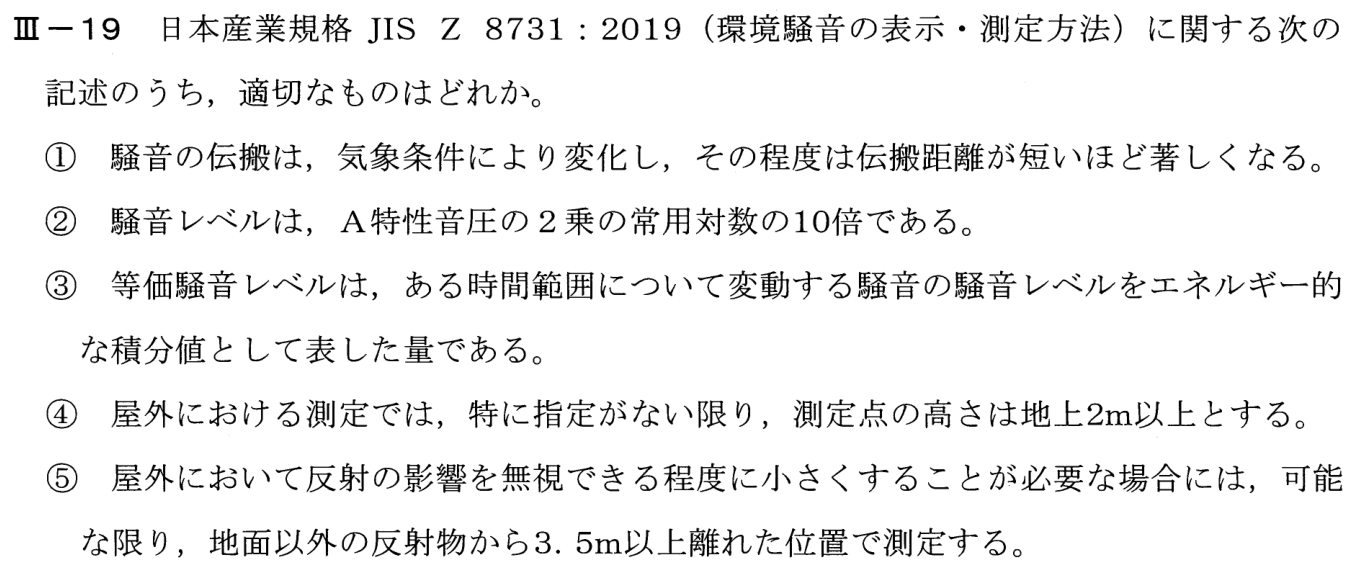 Ⅲ－19　日本産業規格 JIS Z 8731：2019（環境騒音の表示・測定方法）に関する次の
記述のうち，適切なものはどれか。
①　騒音の伝搬は，気象条件により変化し，その程度は伝搬距離が短いほど著しくなる。
②　騒音レベルは，Ａ特性音圧の２乗の常用対数の10倍である。
③　等価騒音レベルは，ある時間範囲について変動する騒音の騒音レベルをエネルギー的
な積分値として表した量である。
④　屋外における測定では，特に指定がない限り，測定点の高さは地上2m以上とする。
⑤　屋外において反射の影響を無視できる程度に小さくすることが必要な場合には，可能
な限り，地面以外の反射物から3. 5m以上離れた位置で測定する。